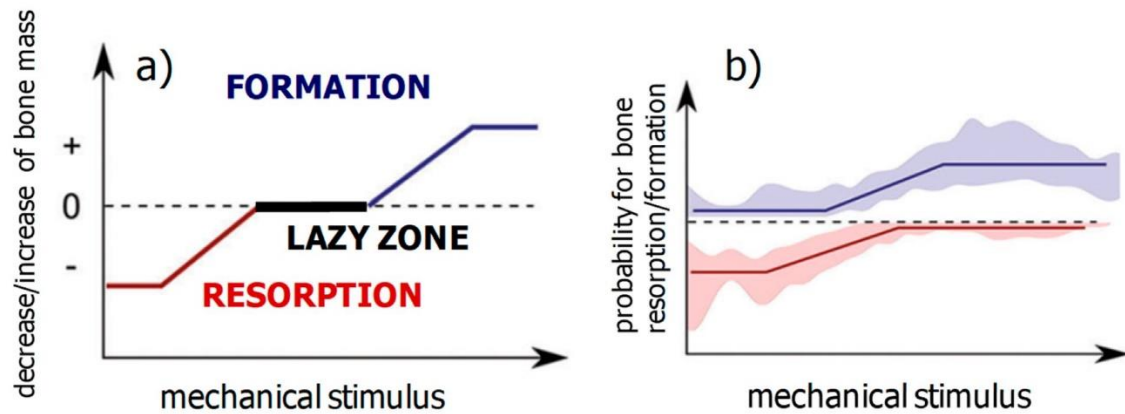 decrease/increase of bone mass
a)
FORMATION
+
0
-
LAZY ZONE
RESORPTION
mechanical stimulus
b)
probability for bone
resorption/formation
mechanical stimulus